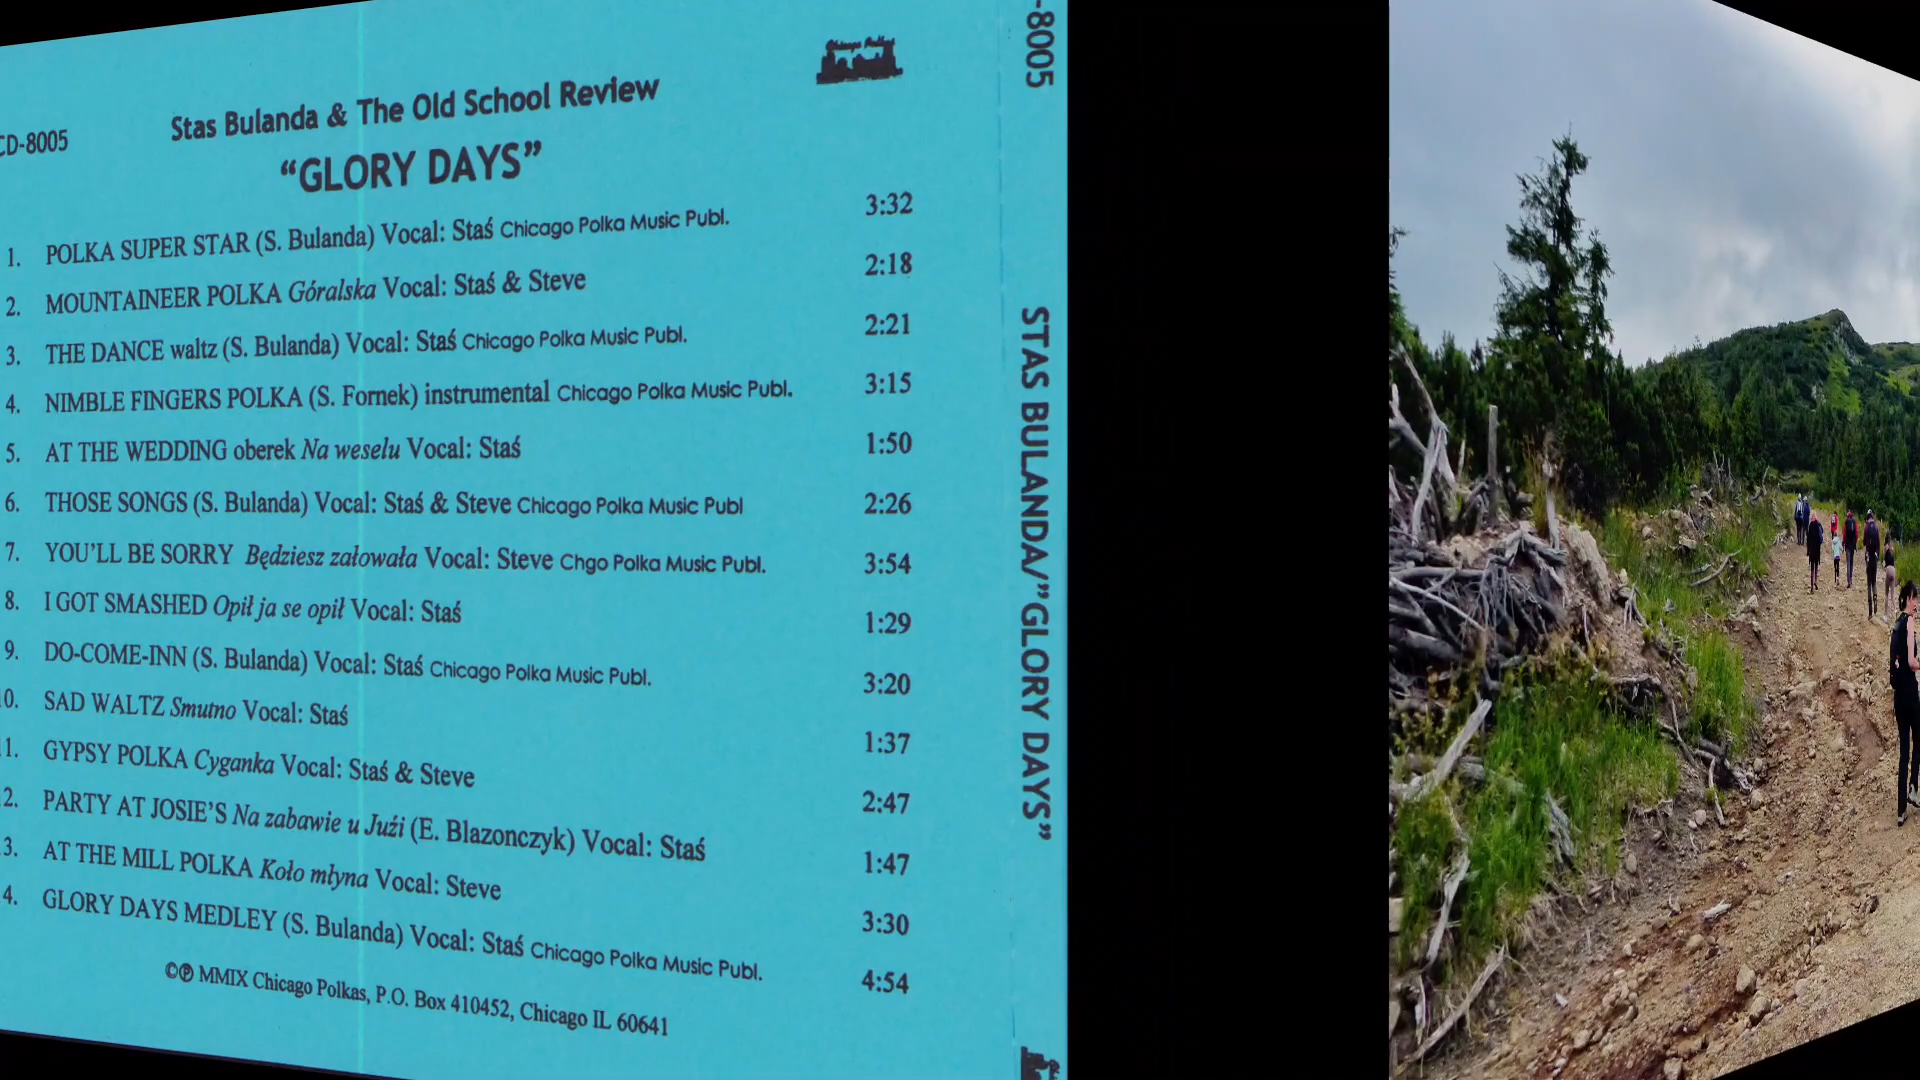 CD-8005
Stas Bulanda & The Old School Review
Chicago Polkas
“GLORY DAYS”
1. POLKA SUPER STAR (S. Bulanda) Vocal: Staś Chicago Polka Music Publ. 3:32
2. MOUNTAINEER POLKA Góralska Vocal: Staś & Steve 2:18
3. THE DANCE waltz (S. Bulanda) Vocal: Staś Chicago Polka Music Publ. 2:21
4. NIMBLE FINGERS POLKA (S. Fornek) instrumental Chicago Polka Music Publ. 3:15
5. AT THE WEDDING oberek Na weselu Vocal: Staś 1:50
6. THOSE SONGS (S. Bulanda) Vocal: Staś & Steve Chicago Polka Music Publ 2:26
7. YOU’LL BE SORRY Będziesz załowała Vocal: Steve Chgo Polka Music Publ. 3:54
8. I GOT SMASHED Opił ja se opił Vocal: Staś 1:29
9. DO-COME-INN (S. Bulanda) Vocal: Staś Chicago Polka Music Publ. 3:20
0. SAD WALTZ Smutno Vocal: Staś 1:37
1. GYPSY POLKA Cyganka Vocal: Staś & Steve 2:47
2. PARTY AT JOSIE’S Na zabawie u Juźi (E. Blazonczyk) Vocal: Staś 1:47
3. AT THE MILL POLKA Koło młyna Vocal: Steve 3:30
4. GLORY DAYS MEDLEY (S. Bulanda) Vocal: Staś Chicago Polka Music Publ. 4:54
©℗ MMIX Chicago Polkas, P.O. Box 410452, Chicago IL 60641
-8005
STAS BULANDA/”GLORY DAYS”